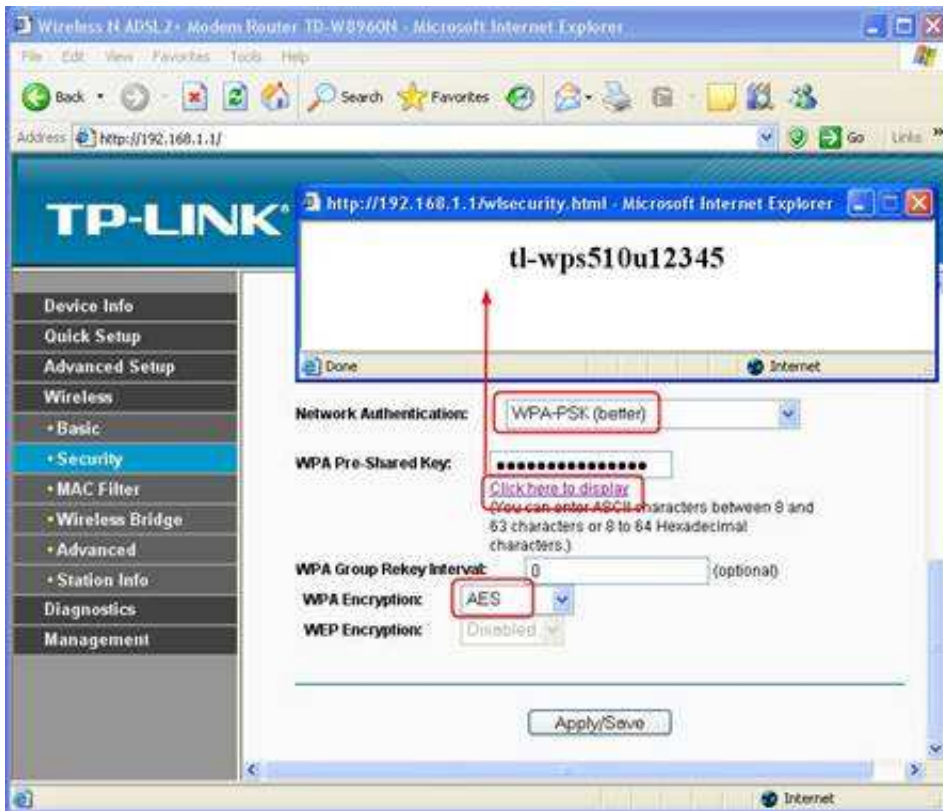 Wireless N ADSL2+ Modem Router TD-W8960N - Microsoft Internet Explorer
File Edit View Favorites Tools Help
Back Search Favorites
Address http://192.168.1.1/ Go Links »
TP-LINK
http://192.168.1.1/wlsecurity.html - Microsoft Internet Explorer
tl-wps510u12345
Done Internet
Device Info
Quick Setup
Advanced Setup
Wireless
• Basic
• Security
• MAC Filter
• Wireless Bridge
• Advanced
• Station Info
Diagnostics
Management
Network Authentication: WPA-PSK (better)
WPA Pre-Shared Key: ●●●●●●●●●●●●●●●
Click here to display
(You can enter ASCII characters between 8 and
63 characters or 8 to 64 Hexadecimal
characters.)
WPA Group Rekey Interval: 0 (optional)
WPA Encryption: AES
WEP Encryption: Disabled
Apply/Save
Internet